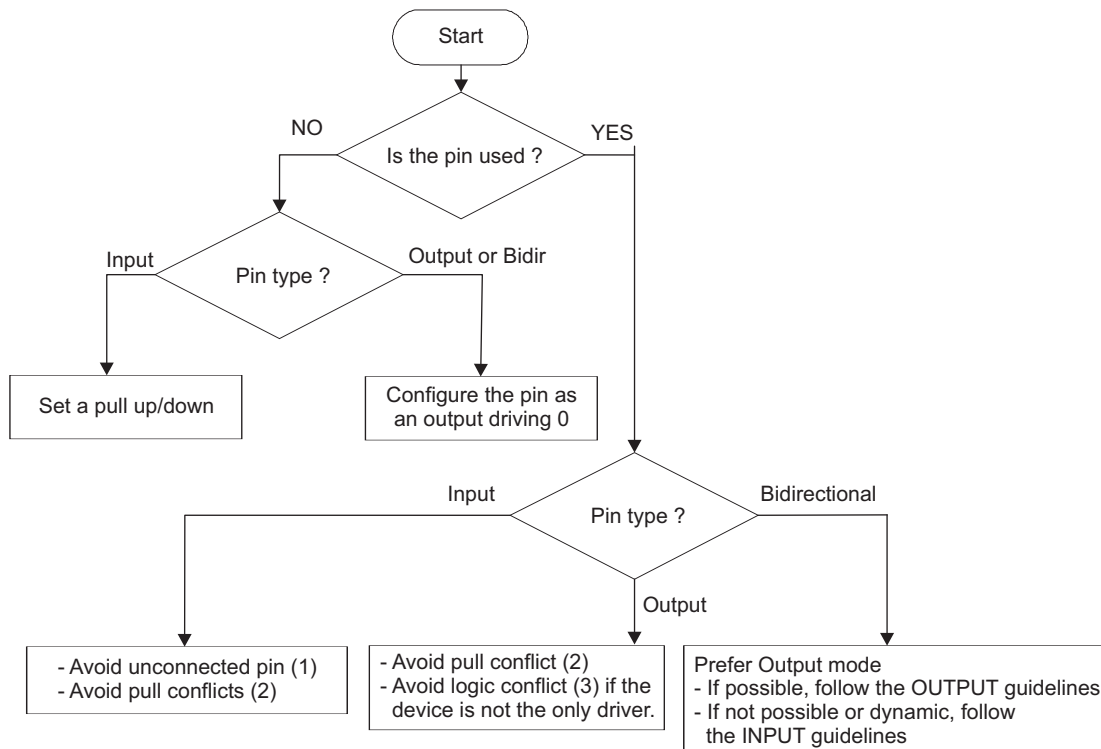 Start
NO
YES
Is the pin used ?
Input
Output or Bidir
Pin type ?
Set a pull up/down
Configure the pin as
an output driving 0
Input
Bidirectional
Pin type ?
Output
- Avoid unconnected pin (1)
- Avoid pull conflicts (2)
- Avoid pull conflict (2)
- Avoid logic conflict (3) if the
device is not the only driver.
Prefer Output mode
- If possible, follow the OUTPUT guidelines
- If not possible or dynamic, follow
the INPUT guidelines